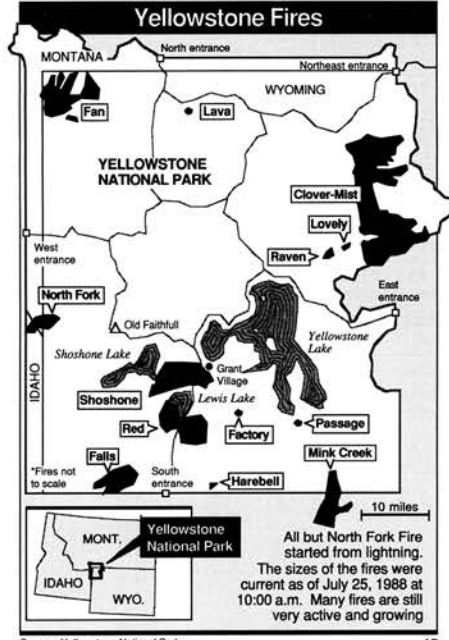 Yellowstone Fires
MONTANA
North entrance
Northeast entrance
WYOMING
Fan
Lava
YELLOWSTONE
NATIONAL PARK
Clover-Mist
Lovely
Raven
West
entrance
East
entrance
North Fork
Old Faithfull
Yellowstone
Lake
Shoshone Lake
Grant
Village
IDAHO
Shoshone
Lewis Lake
Red
Factory
Passage
Falls
Mink Creek
*Fires not
to scale
South
entrance
Harebell
10 miles
MONT.
Yellowstone
National Park
IDAHO
WYO.
All but North Fork Fire
started from lightning.
The sizes of the fires were
current as of July 25, 1988 at
10:00 a.m. Many fires are still
very active and growing